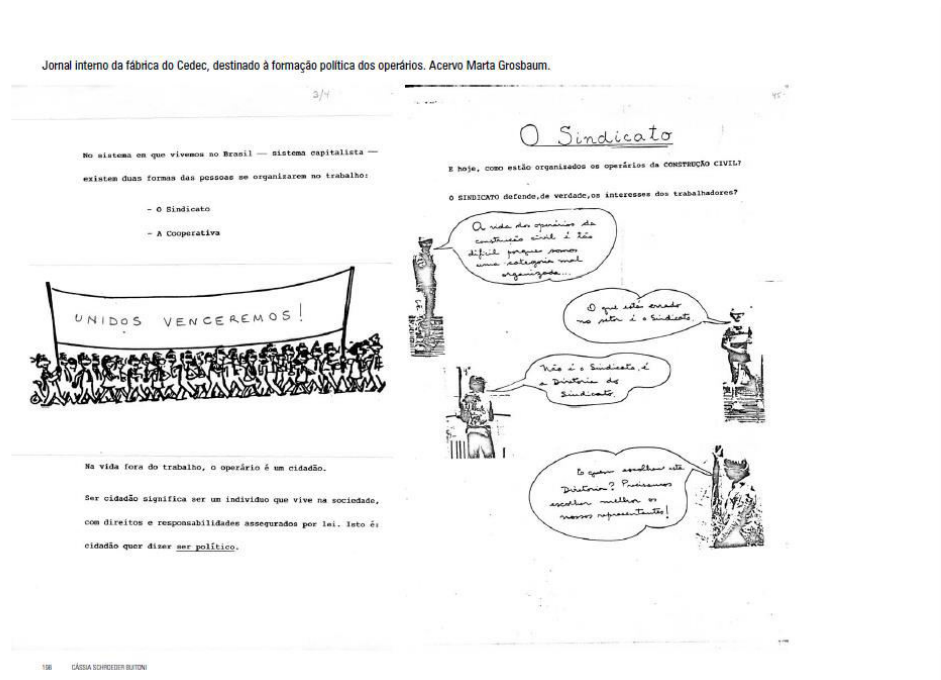 Jornal interno da fábrica do Cedec, destinado à formação política dos operários. Acervo Marta Grosbaum.
3/4
No sistema em que vivemos no Brasil — sistema capitalista —
existem duas formas das pessoas se organizarem no trabalho:
- O Sindicato
- A Cooperativa
UNIDOS VENCEREMOS!
Na vida fora do trabalho, o operário é um cidadão.
Ser cidadão significa ser um indivíduo que vive na sociedade,
com direitos e responsabilidades assegurados por lei. Isto é:
cidadão quer dizer ser político.
45-
O Sindicato
E hoje, como estão organizados os operários da CONSTRUÇÃO CIVIL?
O SINDICATO defende, de verdade, os interesses dos trabalhadores?
A vida dos operários da
construção civil é tão
difícil porque somos
uma categoria mal
organizada...
O que está errado
no setor é o Sindicato.
Não é o Sindicato, é
a Diretoria do
Sindicato.
E quem escolheu esta
Diretoria? Precisamos
escolher melhor os
nossos representantes!
198 CÁSSIA SCHROEDER BUITONI